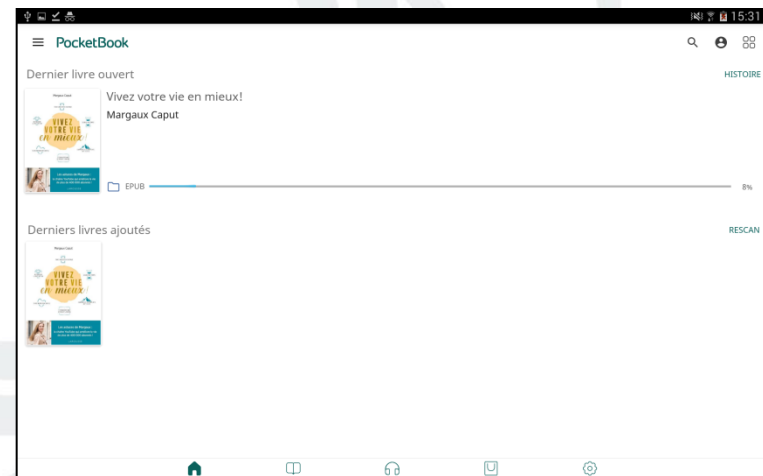 15:31
PocketBook
Dernier livre ouvert
HISTOIRE
Vivez votre vie en mieux!
Margaux Caput
VIVEZ
VOTRE VIE
en mieux!
EPUB
8%
Derniers livres ajoutés
RESCAN
VIVEZ
VOTRE VIE
en mieux!